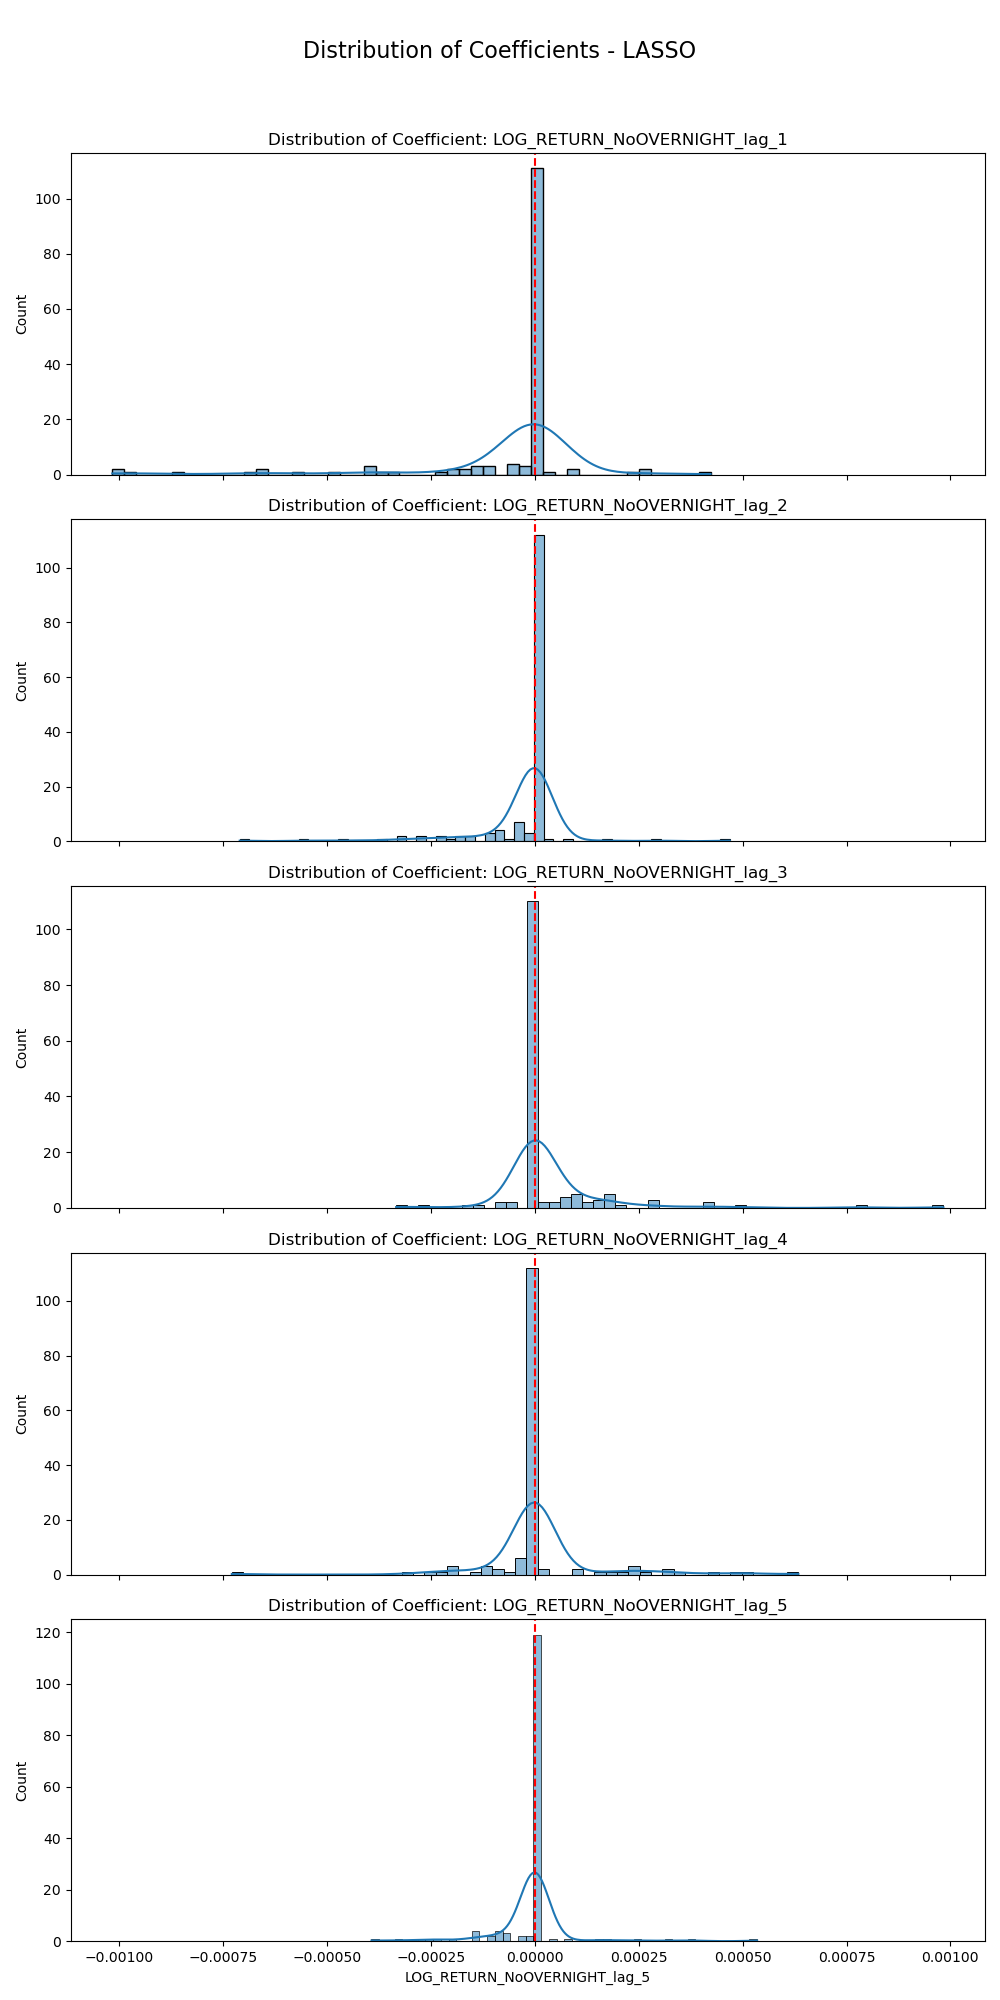 Distribution of Coefficients - LASSO
Distribution of Coefficient: LOG_RETURN_NoOVERNIGHT_lag_1
100
80
60
40
20
0
Count
Distribution of Coefficient: LOG_RETURN_NoOVERNIGHT_lag_2
100
80
60
40
20
0
Count
Distribution of Coefficient: LOG_RETURN_NoOVERNIGHT_lag_3
100
80
60
40
20
0
Count
Distribution of Coefficient: LOG_RETURN_NoOVERNIGHT_lag_4
100
80
60
40
20
0
Count
Distribution of Coefficient: LOG_RETURN_NoOVERNIGHT_lag_5
120
100
80
60
40
20
0
Count
−0.00100 −0.00075 −0.00050 −0.00025 0.00000 0.00025 0.00050 0.00075 0.00100
LOG_RETURN_NoOVERNIGHT_lag_5